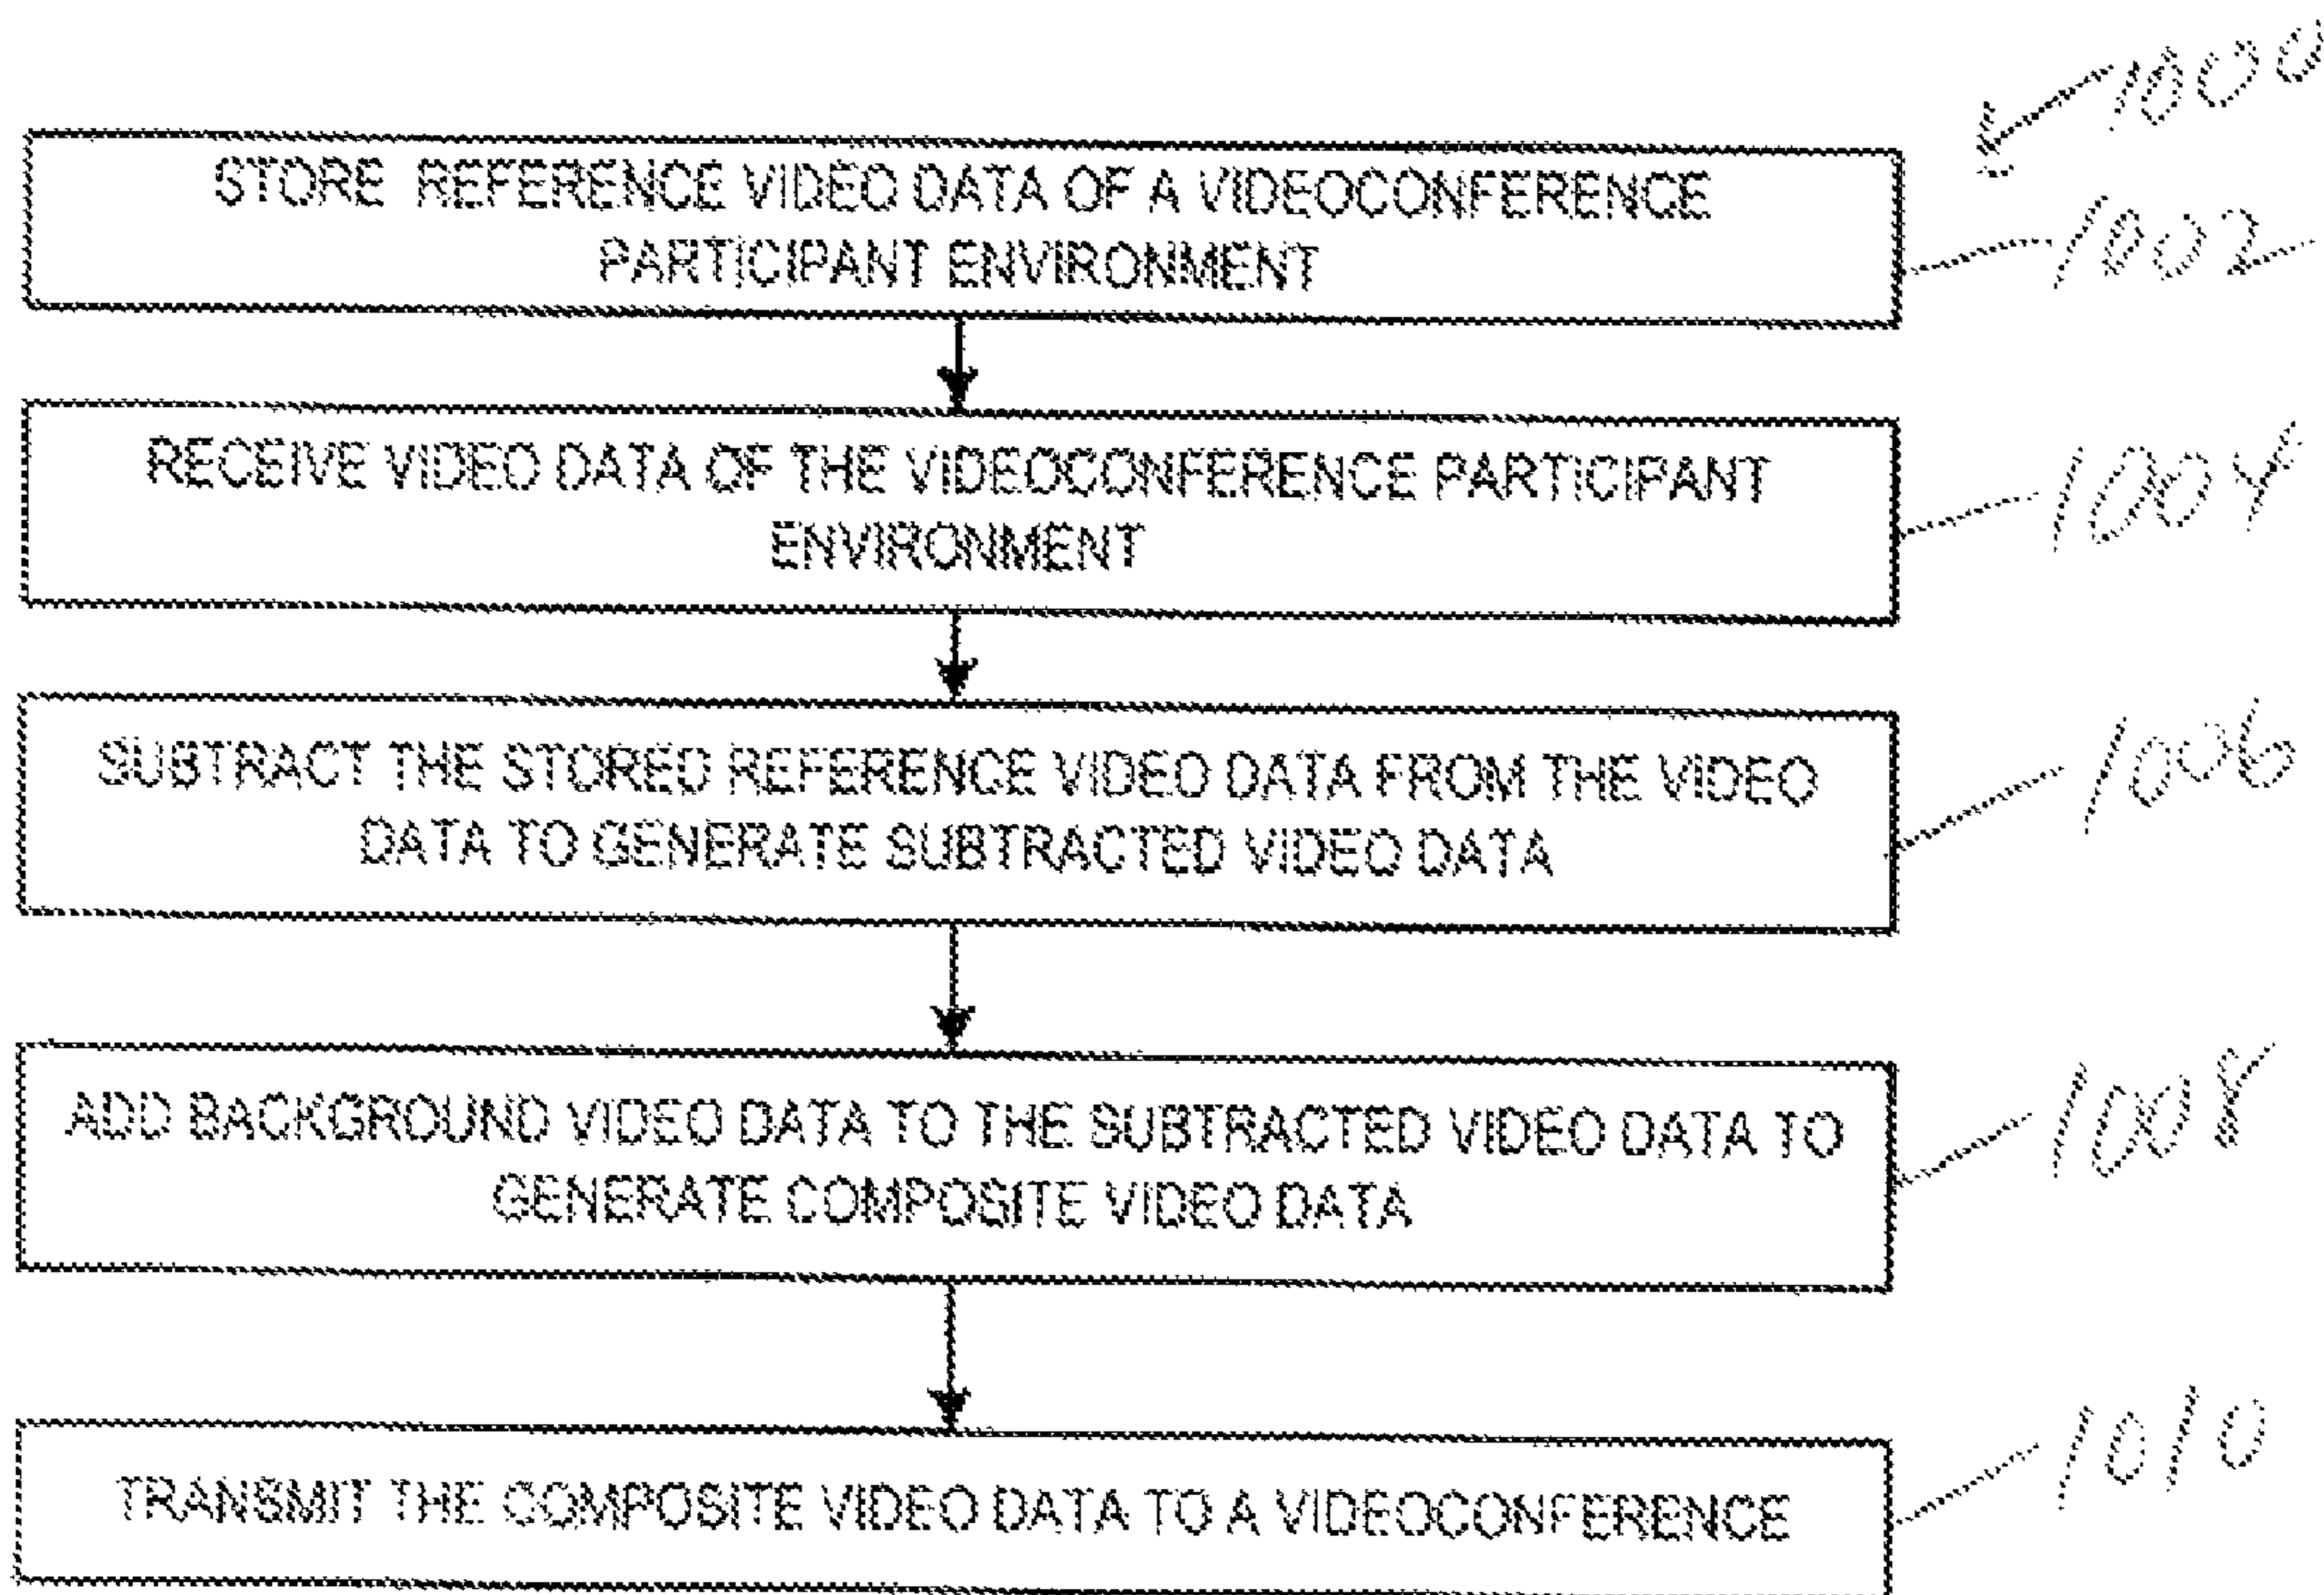 1000
STORE REFERENCE VIDEO DATA OF A VIDEOCONFERENCE
PARTICIPANT ENVIRONMENT
1002
RECEIVE VIDEO DATA OF THE VIDEOCONFERENCE PARTICIPANT
ENVIRONMENT
1004
SUBTRACT THE STORED REFERENCE VIDEO DATA FROM THE VIDEO
DATA TO GENERATE SUBTRACTED VIDEO DATA
1006
ADD BACKGROUND VIDEO DATA TO THE SUBTRACTED VIDEO DATA TO
GENERATE COMPOSITE VIDEO DATA
1008
TRANSMIT THE COMPOSITE VIDEO DATA TO A VIDEOCONFERENCE
1010